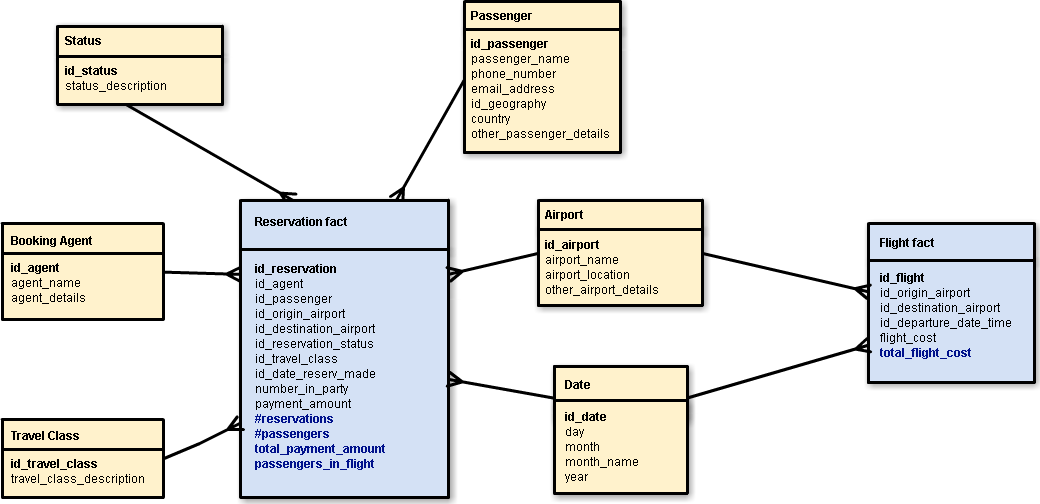 Status
id_status
status_description
Passenger
id_passenger
passenger_name
phone_number
email_address
id_geography
country
other_passenger_details
Booking Agent
id_agent
agent_name
agent_details
Reservation fact
id_reservation
id_agent
id_passenger
id_origin_airport
id_destination_airport
id_reservation_status
id_travel_class
id_date_reserv_made
number_in_party
payment_amount
#reservations
#passengers
total_payment_amount
passengers_in_flight
Airport
id_airport
airport_name
airport_location
other_airport_details
Flight fact
id_flight
id_origin_airport
id_destination_airport
id_departure_date_time
flight_cost
total_flight_cost
Date
id_date
day
month
month_name
year
Travel Class
id_travel_class
travel_class_description